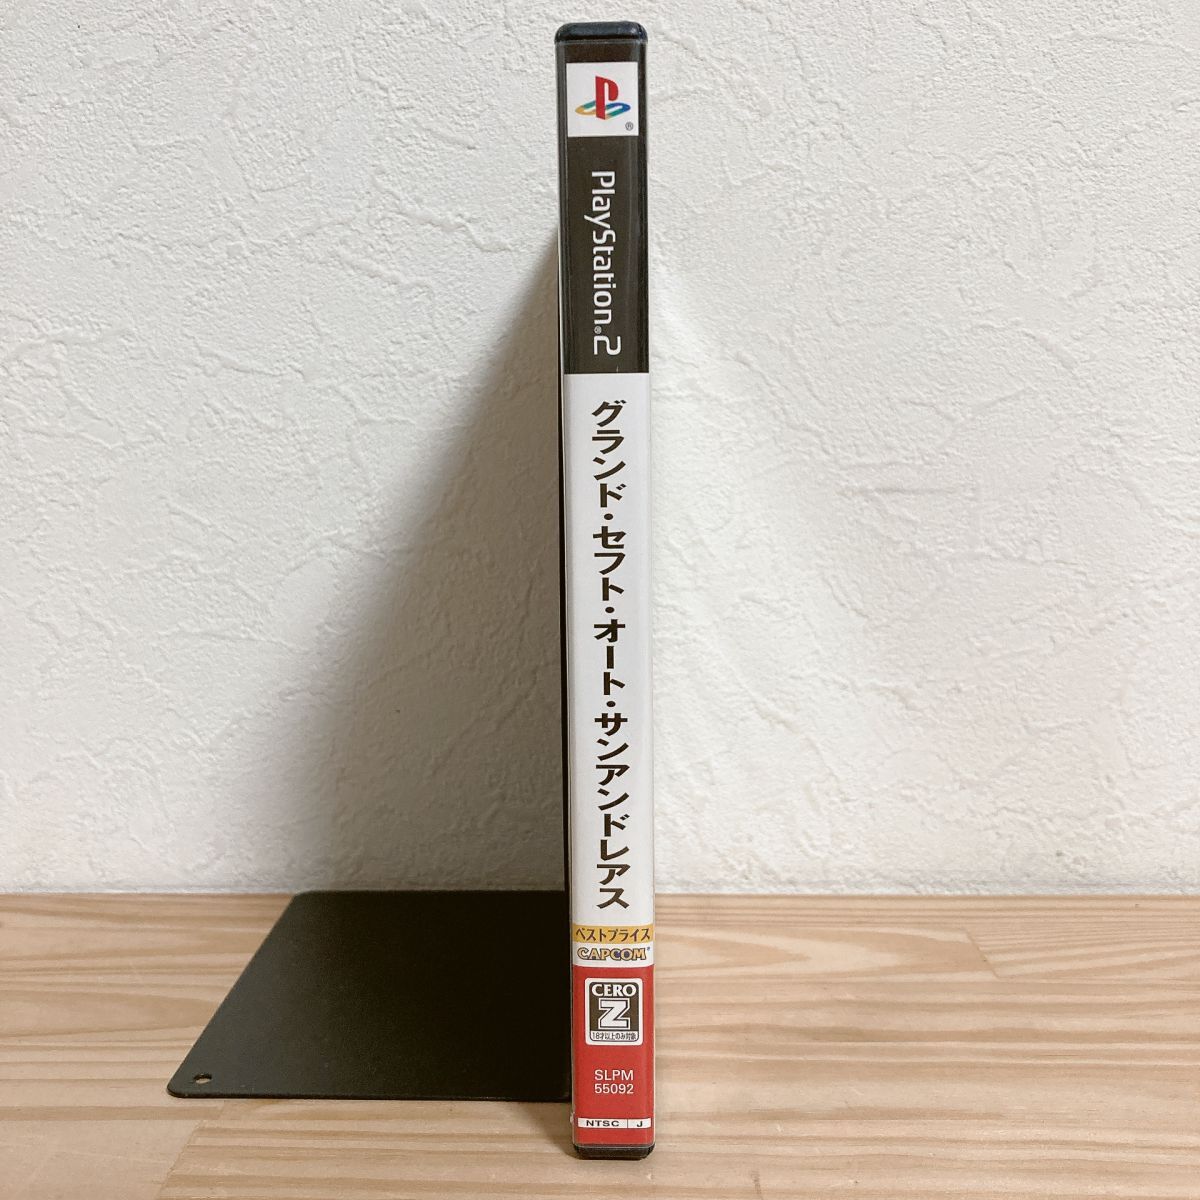 PlayStation®2
グランド・セフト・オート・サンアンドレアス
ベストプライス
CAPCOM®
CERO
Z
18才以上のみ対象
SLPM
55092
NTSC J